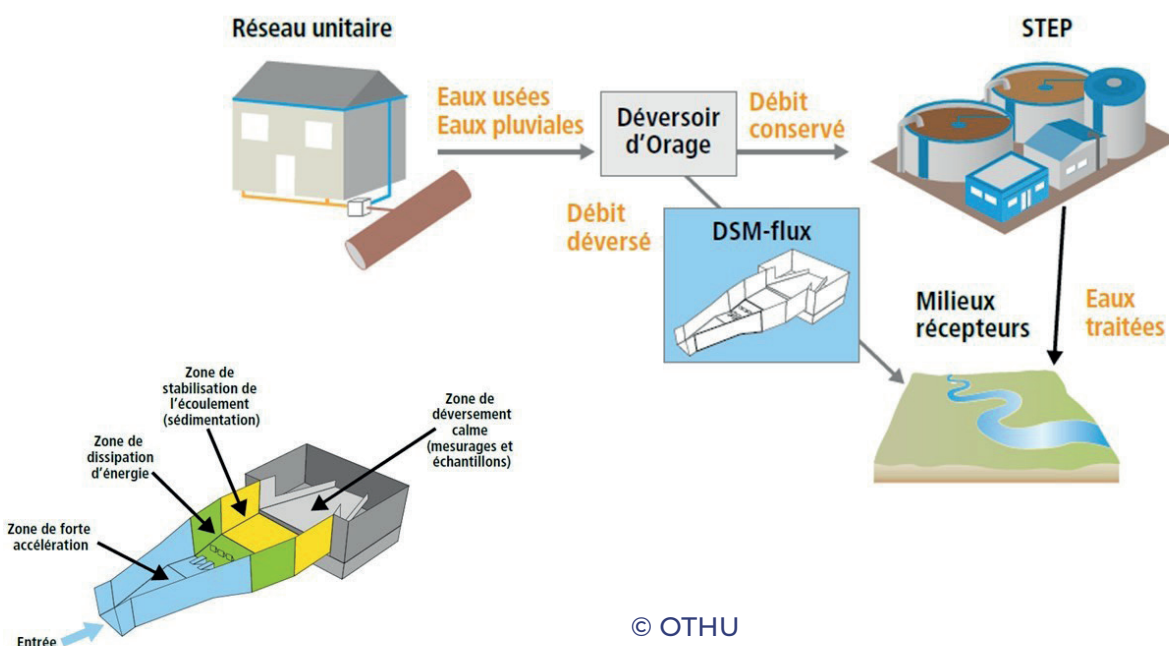 Réseau unitaire
STEP
Eaux usées
Eaux pluviales
Déversoir
d'Orage
Débit
conservé
Débit
déversé
DSM-flux
Milieux
récepteurs
Eaux
traitées
Zone de
stabilisation de
l'écoulement
(sédimentation)
Zone de
déversement
calme
(mesurages et
échantillons)
Zone de
dissipation
d'énergie
Zone de forte
accélération
Entrée
© OTHU